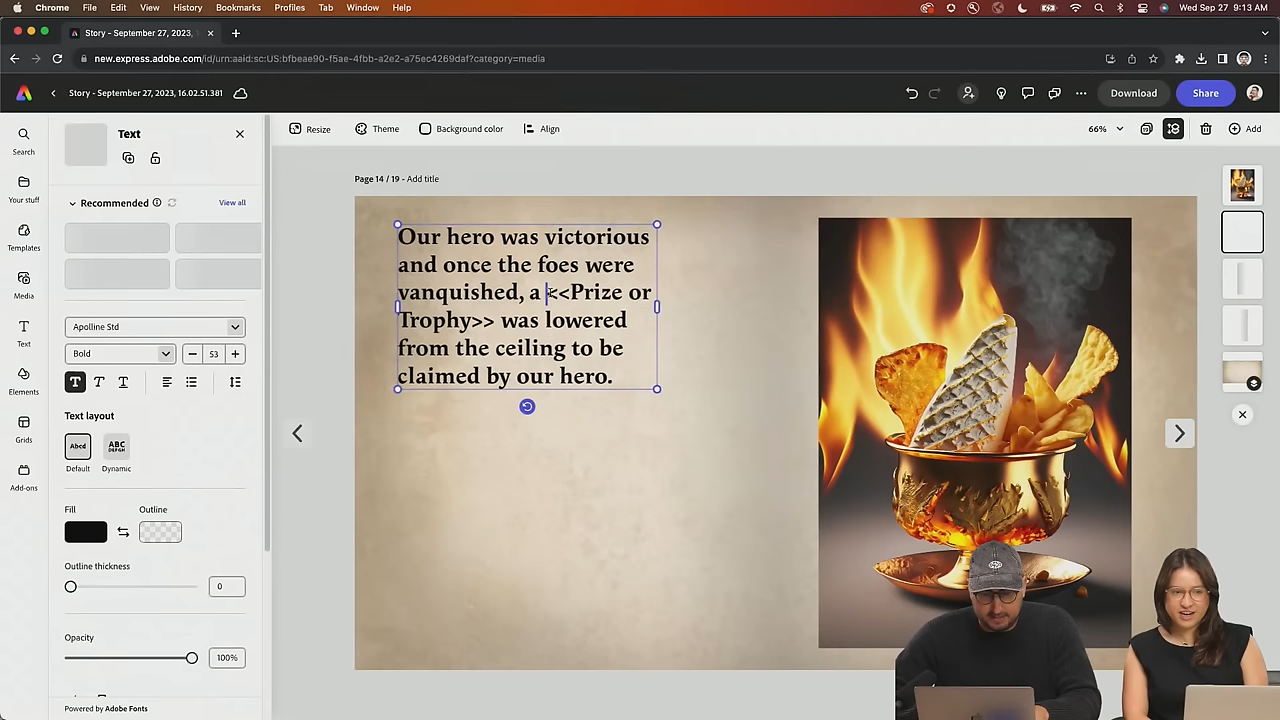 Chrome File Edit View History Bookmarks Profiles Tab Window Help Wed Sep 27 9:13 AM
Story - September 27, 2023,
new.express.adobe.com/id/urn:aaid:sc:US:bfbeae90-f5ae-4fbb-a2e2-a75ec4269daf?category=media
Story - September 27, 2023, 16.02.51.381 Download Share
Search
Your stuff
Templates
Media
Text
Elements
Grids
Add-ons
Text
Recommended View all
Apolline Std
Bold 53
Text layout
Abcd ABC DEFGH
Default Dynamic
Fill Outline
Outline thickness
0
Opacity
100%
Powered by Adobe Fonts
Resize Theme Background color Align 66% Add
Page 14 / 19 - Add title
Our hero was victorious
and once the foes were
vanquished, a <<Prize or
Trophy>> was lowered
from the ceiling to be
claimed by our hero.